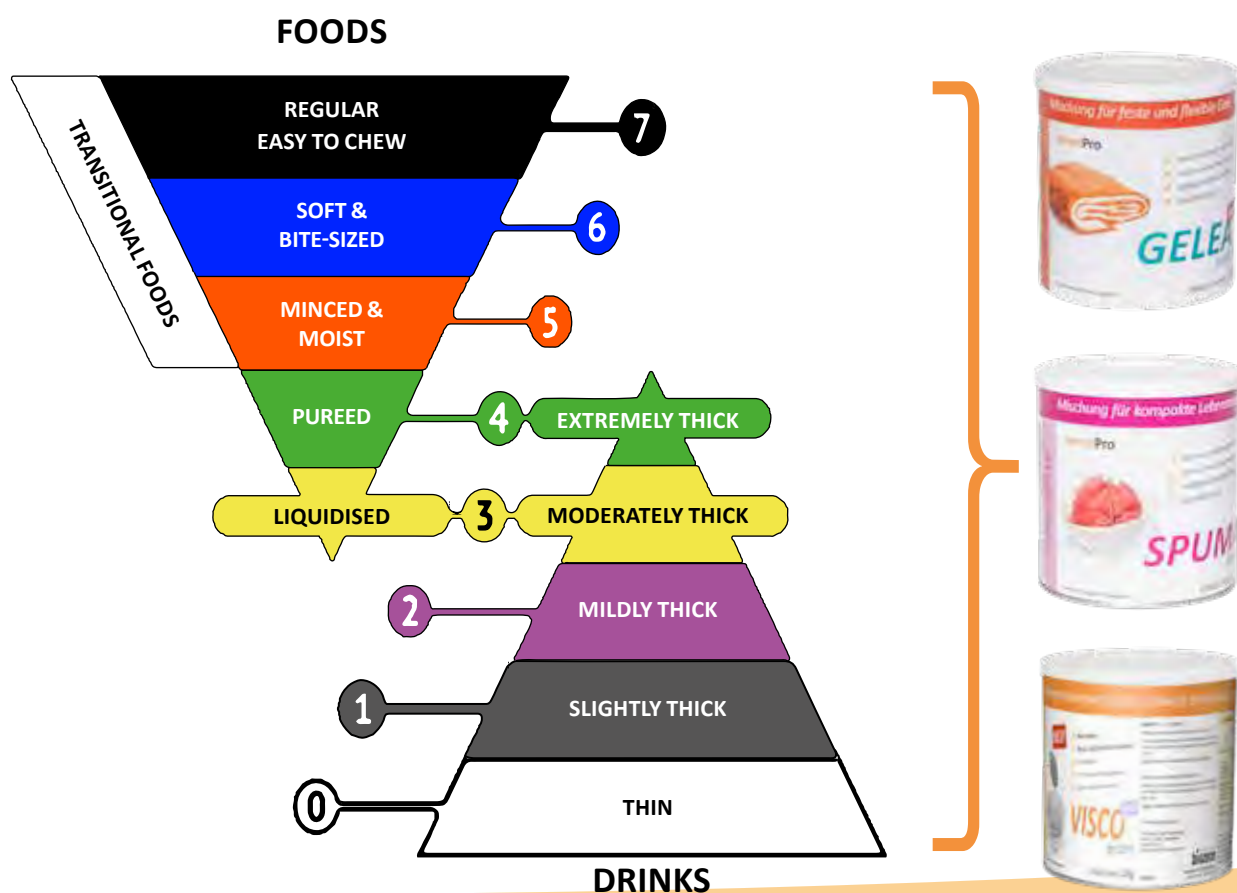 FOODS
TRANSITIONAL FOODS
REGULAR
EASY TO CHEW
7
SOFT &
BITE-SIZED
6
MINCED &
MOIST
5
PUREED
4
EXTREMELY THICK
LIQUIDISED
3
MODERATELY THICK
2
MILDLY THICK
1
SLIGHTLY THICK
0
THIN
DRINKS
Mischung für feste und flexible
Pro
GELEA
Mischung für kompakte
Pro
SPUM
VISCO